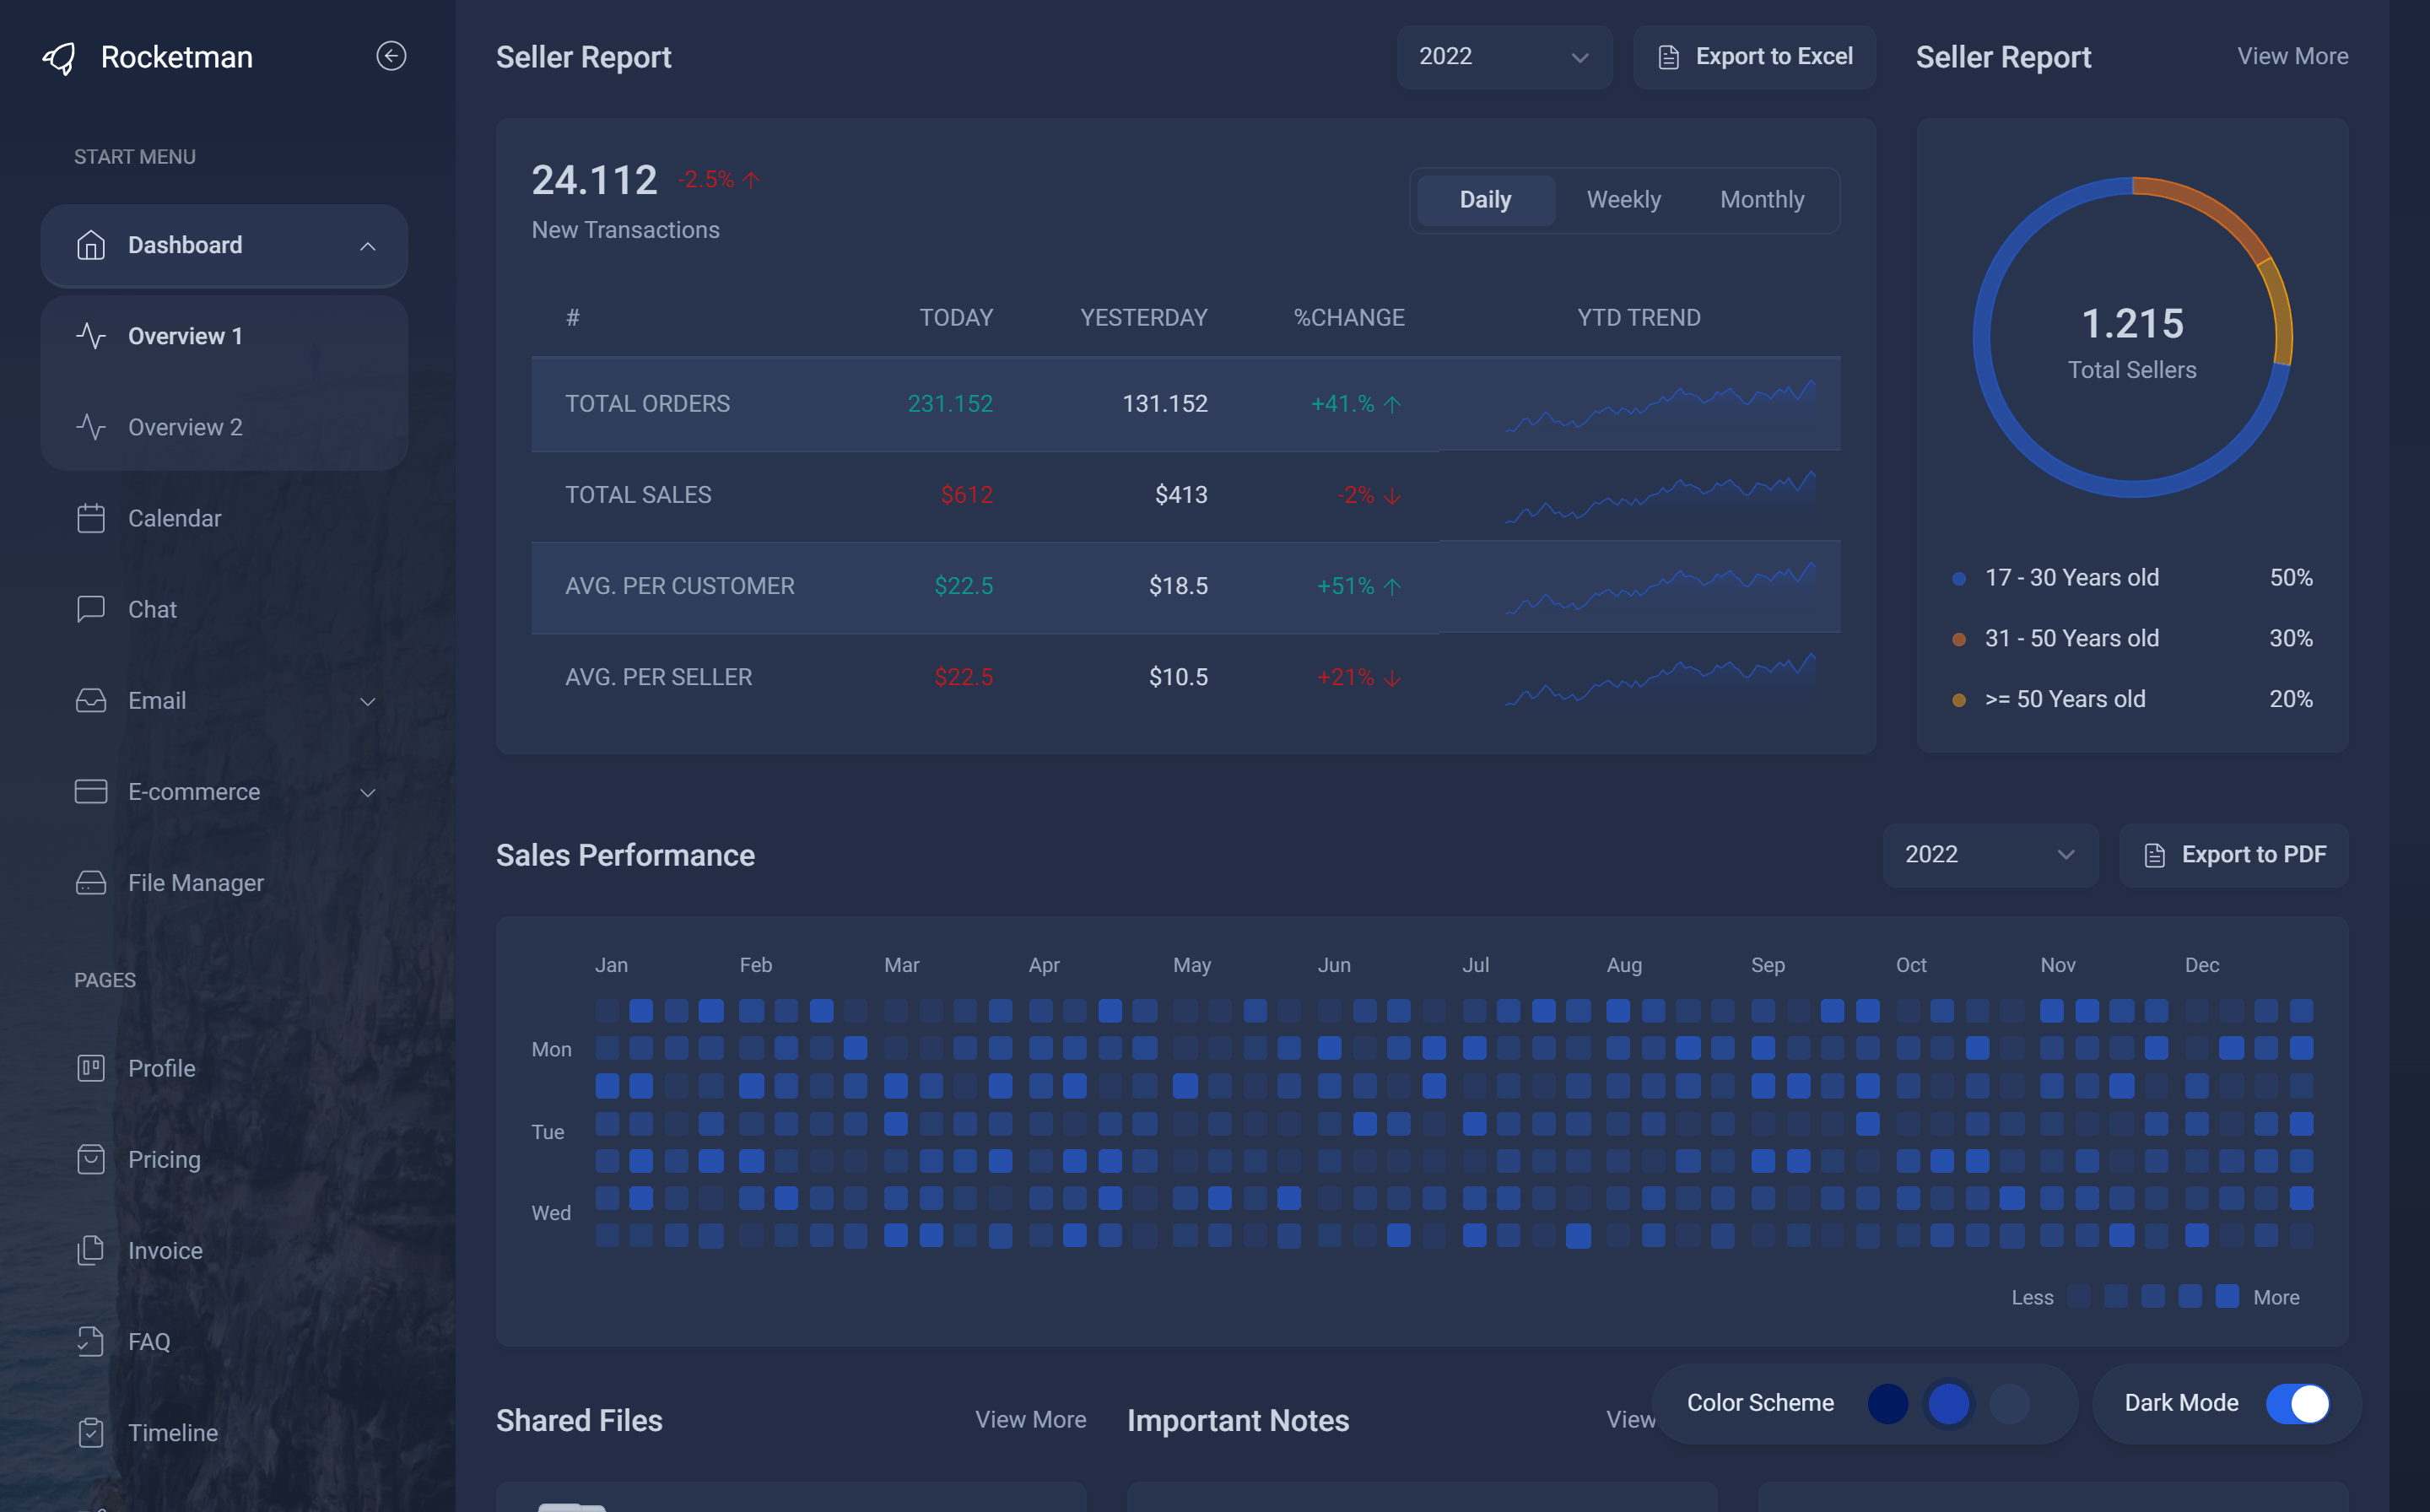 Rocketman
START MENU
Dashboard
Overview 1
Overview 2
Calendar
Chat
Email
E-commerce
File Manager
PAGES
Profile
Pricing
Invoice
FAQ
Timeline
Seller Report
2022
Export to Excel
24.112 -2.5%
New Transactions
Daily Weekly Monthly
# TODAY YESTERDAY %CHANGE YTD TREND
TOTAL ORDERS 231.152 131.152 +41.%
TOTAL SALES $612 $413 -2%
AVG. PER CUSTOMER $22.5 $18.5 +51%
AVG. PER SELLER $22.5 $10.5 +21%
Seller Report View More
1.215
Total Sellers
17 - 30 Years old 50%
31 - 50 Years old 30%
>= 50 Years old 20%
Sales Performance
2022
Export to PDF
Jan Feb Mar Apr May Jun Jul Aug Sep Oct Nov Dec
Mon
Tue
Wed
Less More
Shared Files View More
Important Notes View
Color Scheme
Dark Mode